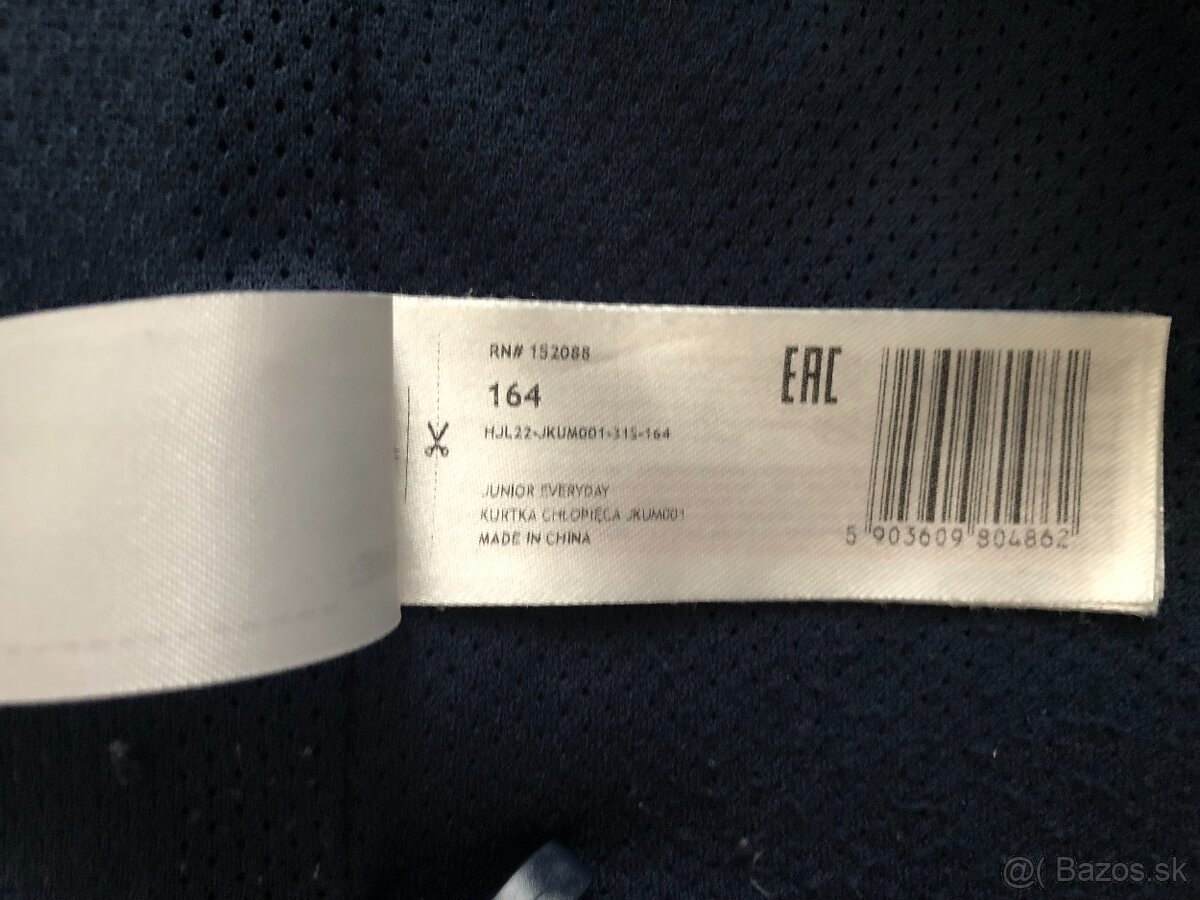 RN# 152088
164
HJL22-JKUM001-31S-164
JUNIOR EVERYDAY
KURTKA CHŁOPIĘCA JKUM001
MADE IN CHINA
EAC
5 903609 804862
@( Bazos.sk